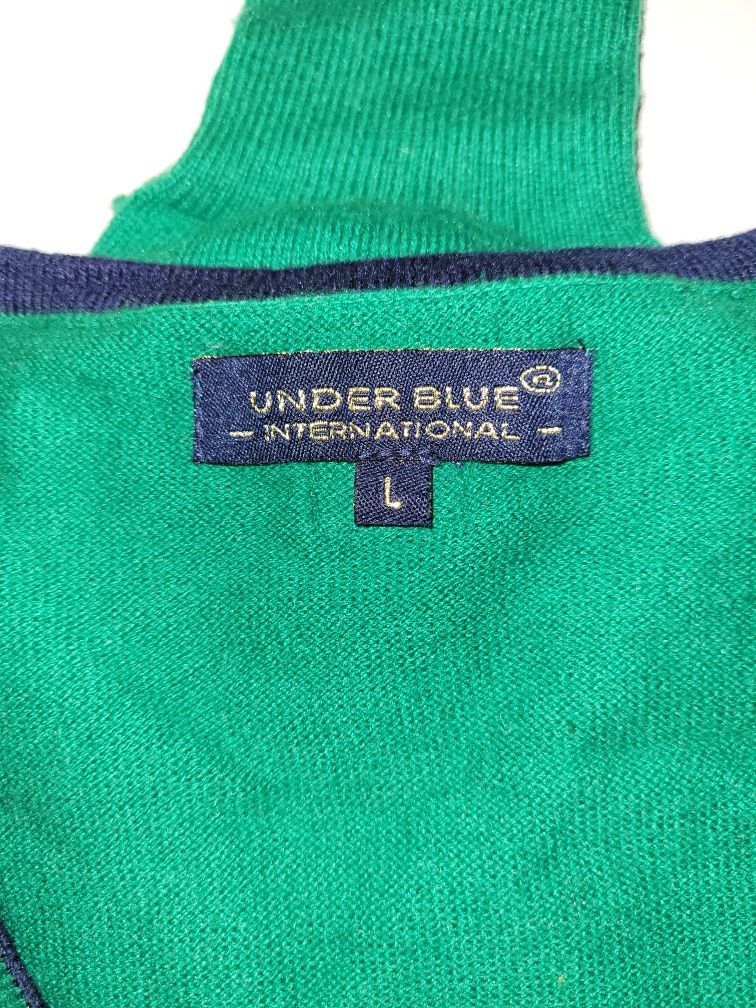 UNDER BLUE
- INTERNATIONAL -
L